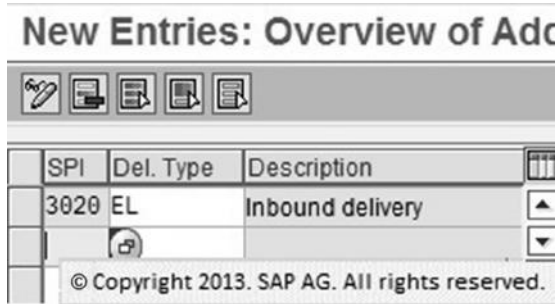 New Entries: Overview of Add
SPI Del. Type Description
3020 EL Inbound delivery
© Copyright 2013. SAP AG. All rights reserved.